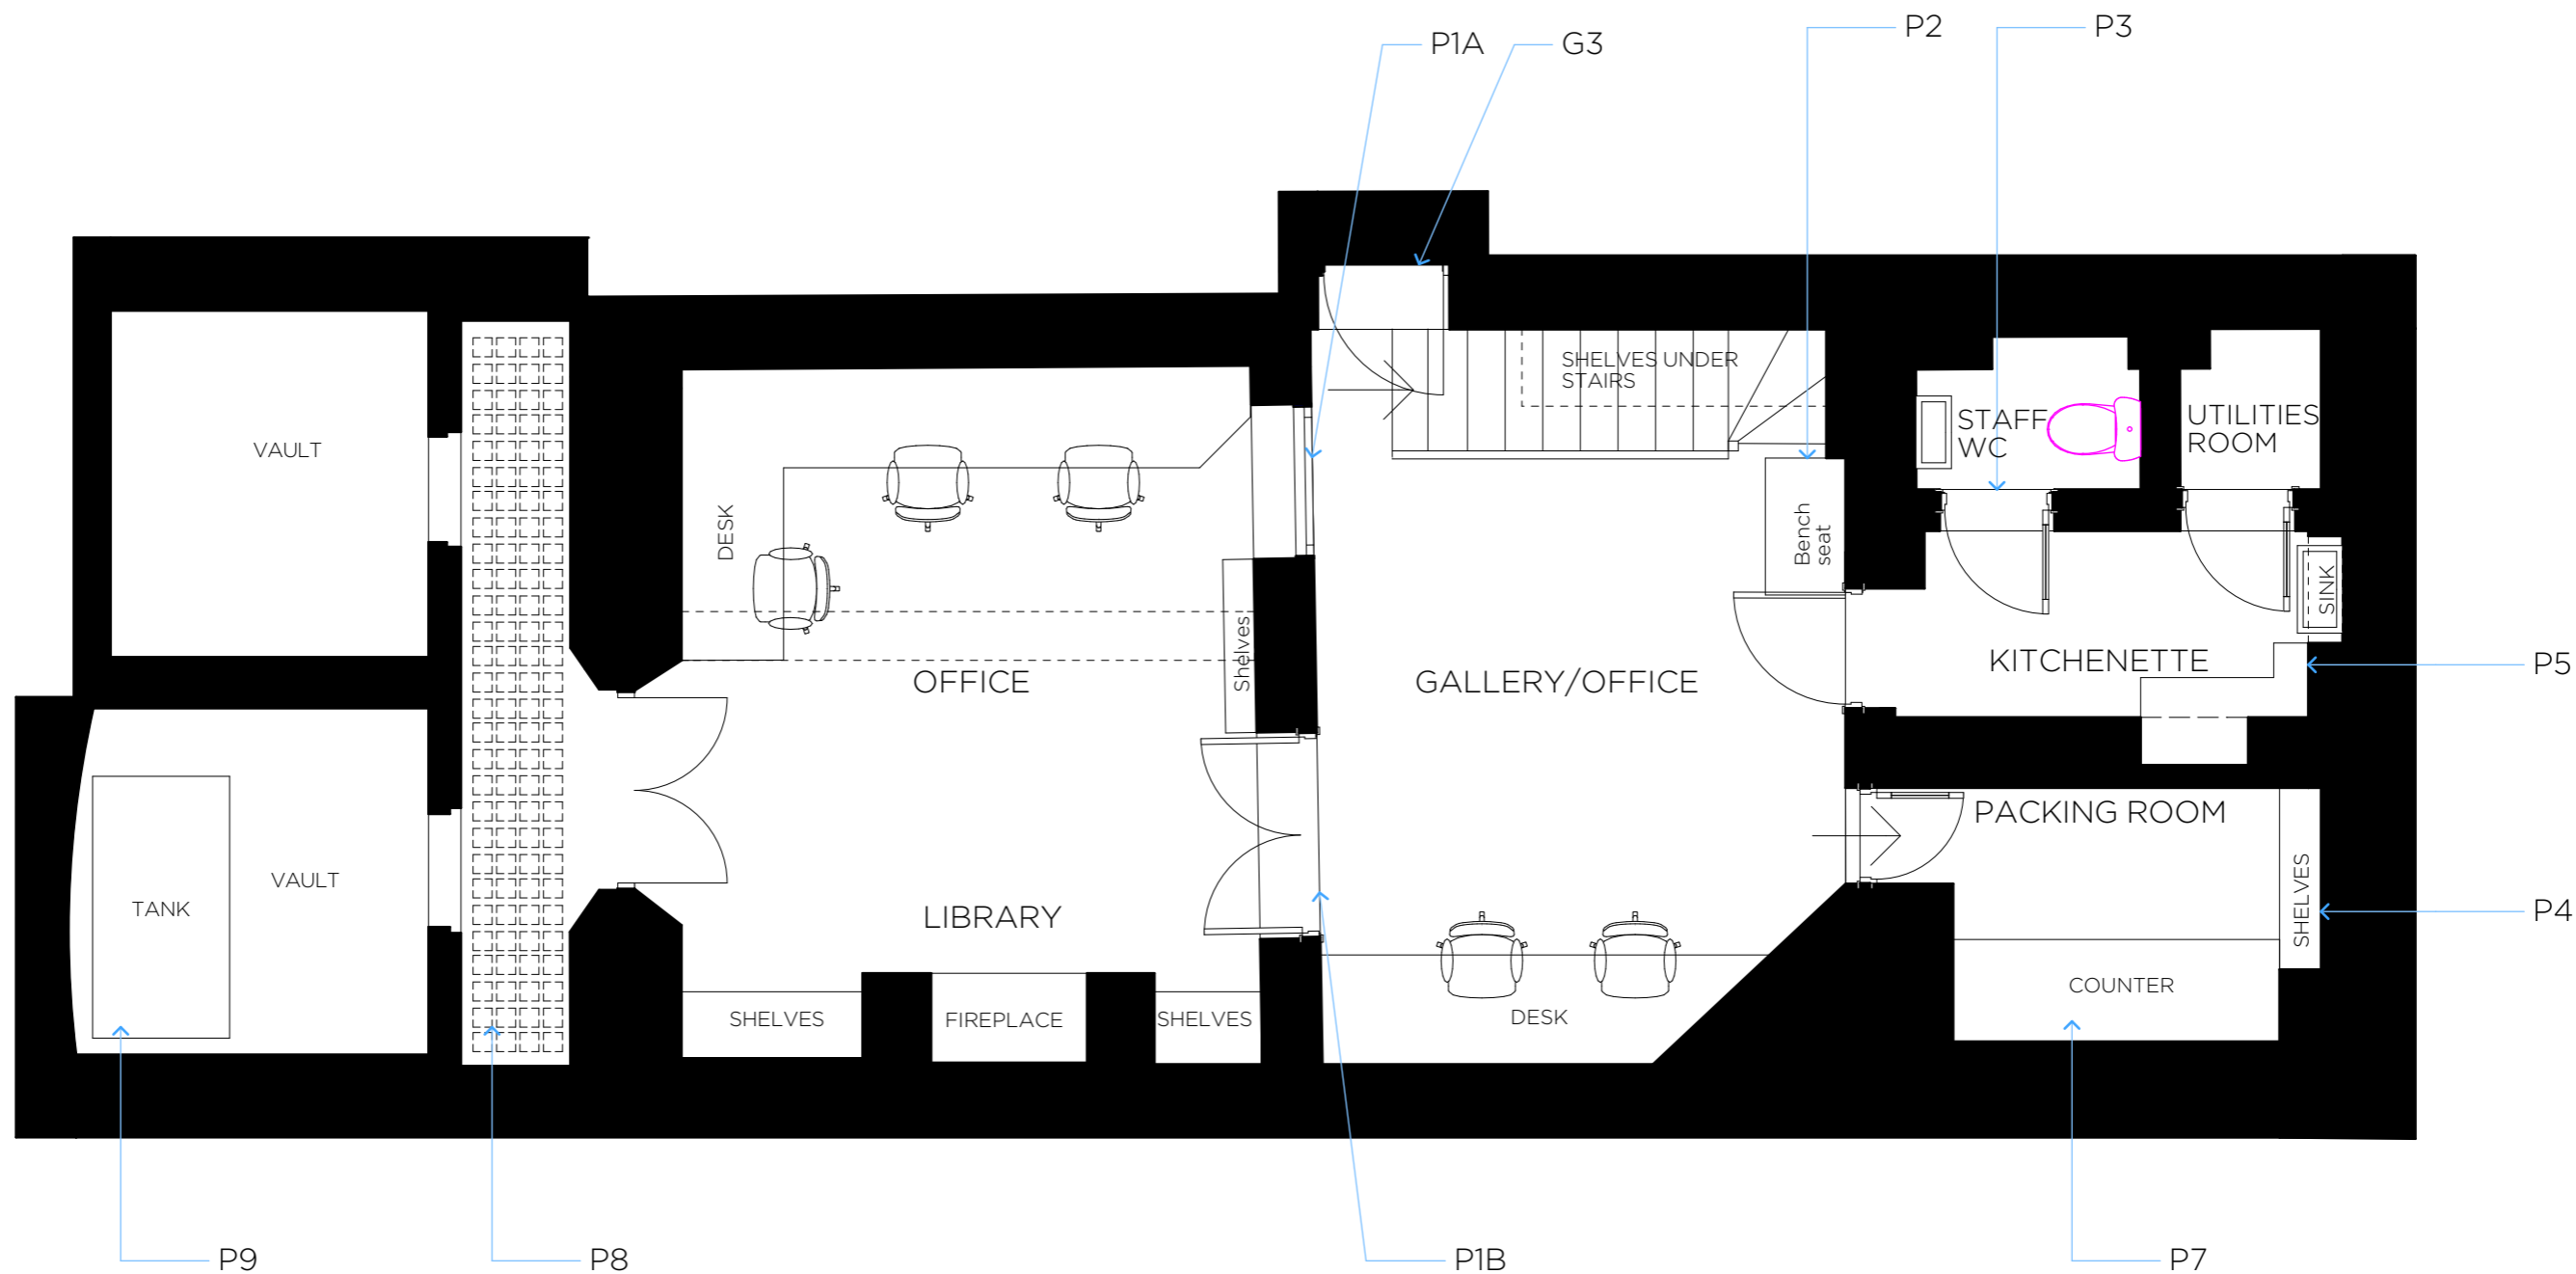 P2
P3
P1A
G3
SHELVES UNDER
STAIRS
STAFF
WC
UTILITIES
ROOM
VAULT
DESK
Bench
seat
SINK
Shelves
OFFICE
GALLERY/OFFICE
KITCHENETTE
P5
PACKING ROOM
VAULT
TANK
LIBRARY
SHELVES
P4
COUNTER
SHELVES
FIREPLACE
SHELVES
DESK
P9
P8
P1B
P7